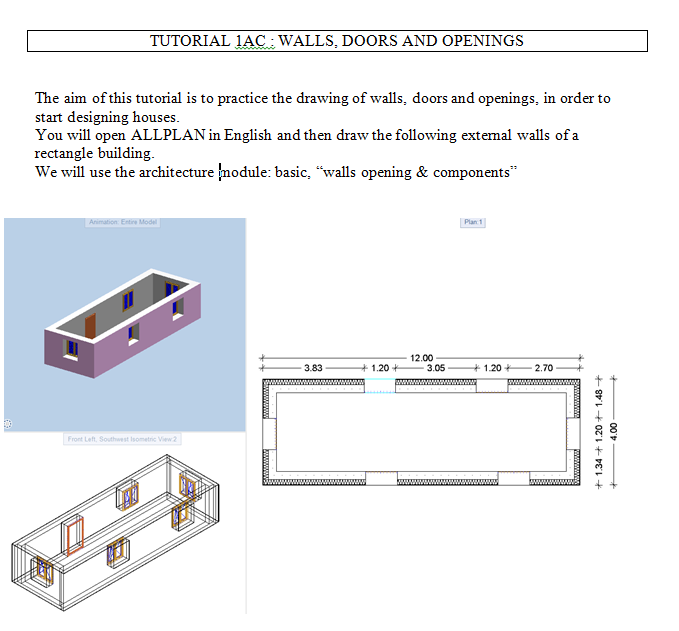 TUTORIAL 1AC : WALLS, DOORS AND OPENINGS
The aim of this tutorial is to practice the drawing of walls, doors and openings, in order to
start designing houses.
You will open ALLPLAN in English and then draw the following external walls of a
rectangle building.
We will use the architecture module: basic, “walls opening & components”
Animation: Entire Model
Plan:1
12.00
3.83
1.20
3.05
1.20
2.70
1.48
1.20
1.34
4.00
Front Left, Southwest Isometric View:2